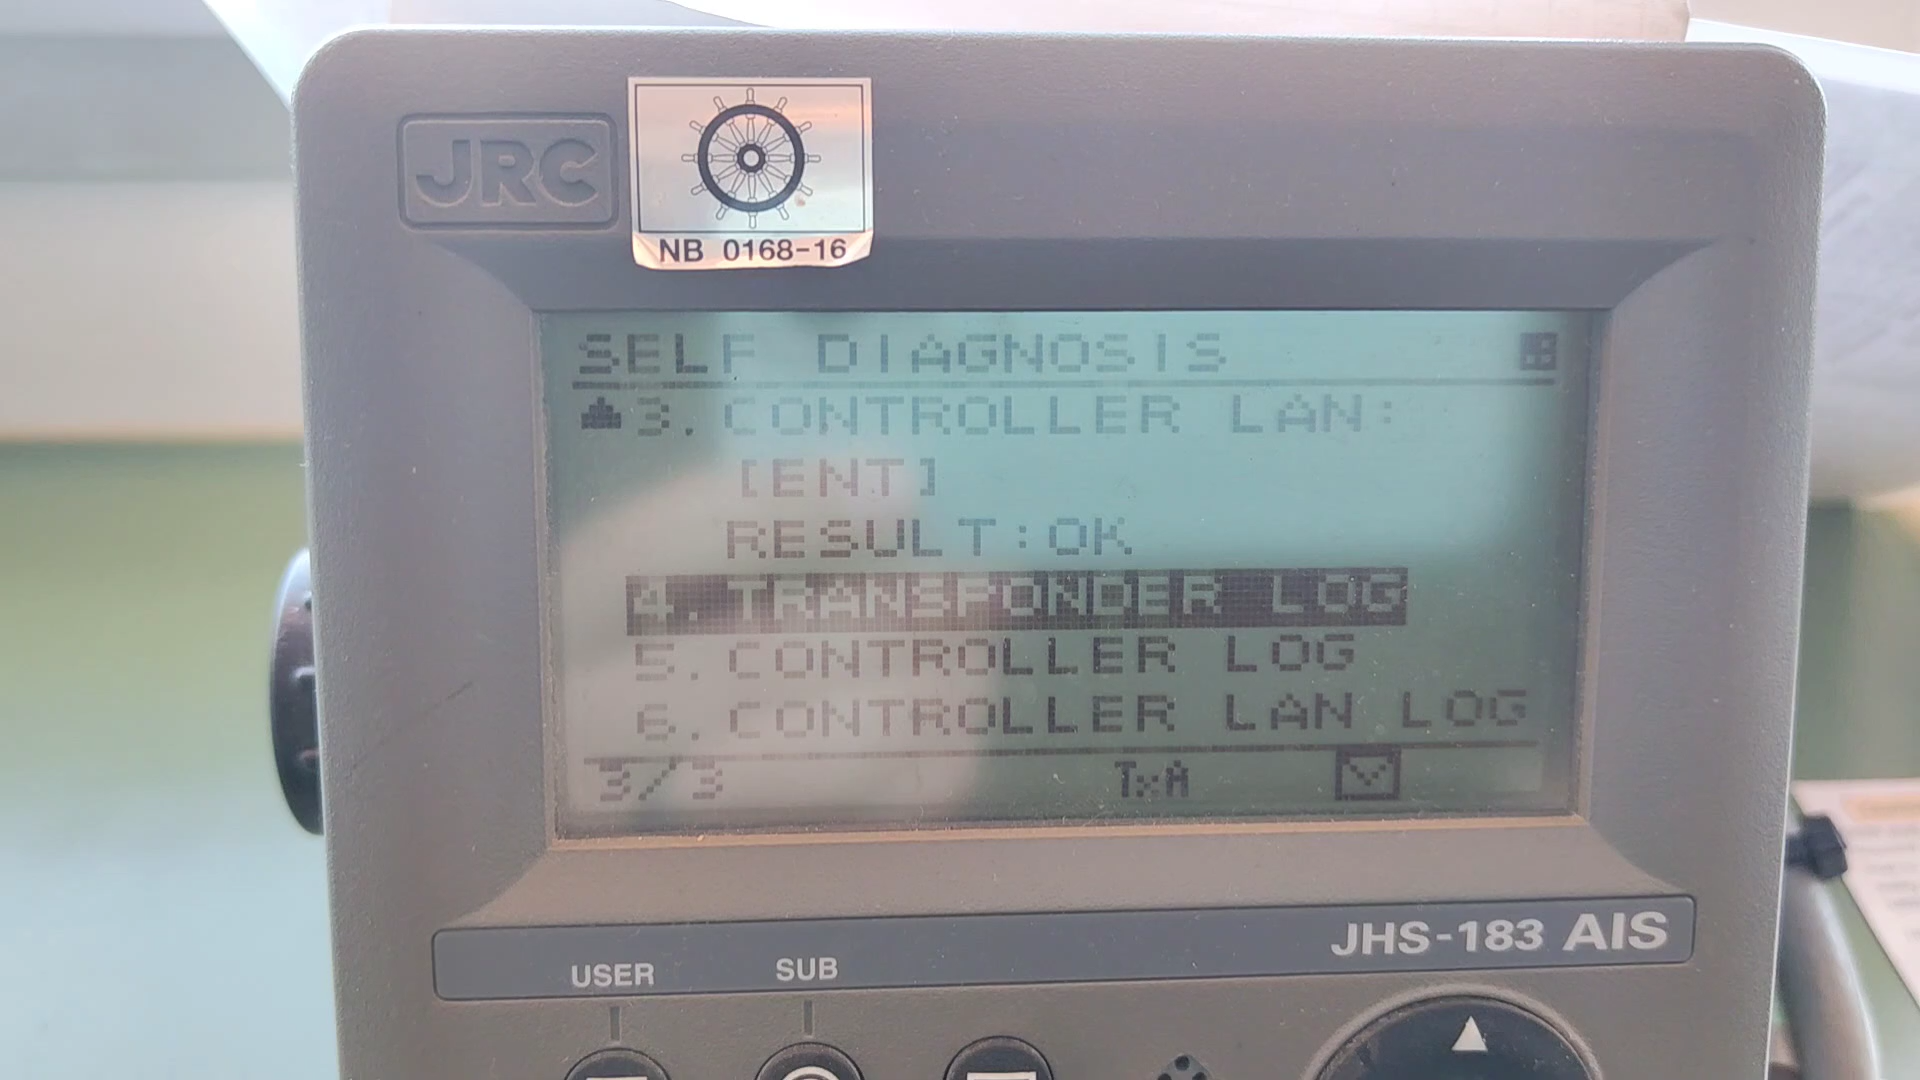 JRC
NB 0168-16
SELF DIAGNOSIS
3. CONTROLLER LAN:
[ENT]
RESULT:OK
4. TRANSPONDER LOG
5. CONTROLLER LOG
6. CONTROLLER LAN LOG
3/3 TxA
JHS-183 AIS
USER SUB